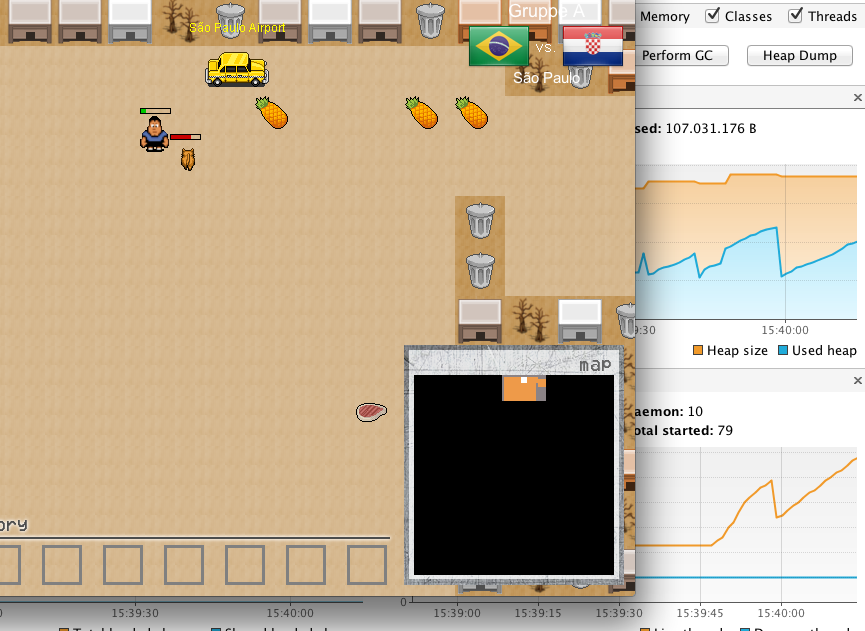 Gruppe A
São Paulo Airport
vs.
São Paulo
map
Memory Classes Threads
Perform GC Heap Dump
sed: 107.031.176 B
9:30 15:40:00
Heap size Used heap
aemon: 10
otal started: 79
ory
0
15:39:30 15:40:00 15:39:00 15:39:15 15:39:30 15:39:45 15:40:00